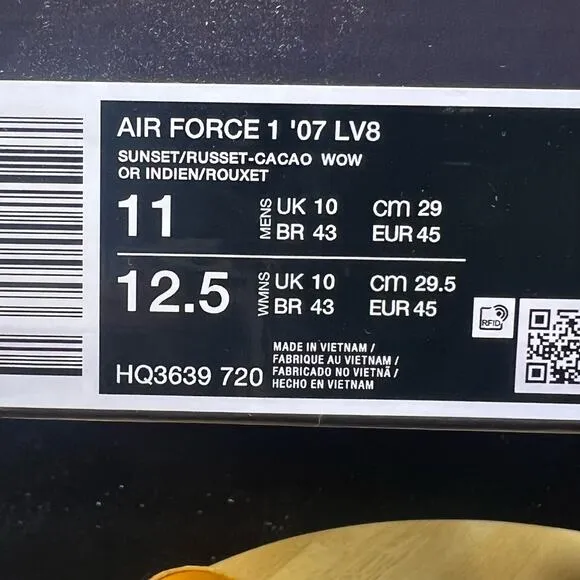 AIR FORCE 1 '07 LV8
SUNSET/RUSSET-CACAO WOW
OR INDIEN/ROUXET
11
MENS
UK 10 cm 29
BR 43 EUR 45
12.5
WMNS
UK 10 cm 29.5
BR 43 EUR 45
RFID
HQ3639 720
MADE IN VIETNAM /
FABRIQUE AU VIETNAM /
FABRICADO NO VIETNÃ /
HECHO EN VIETNAM